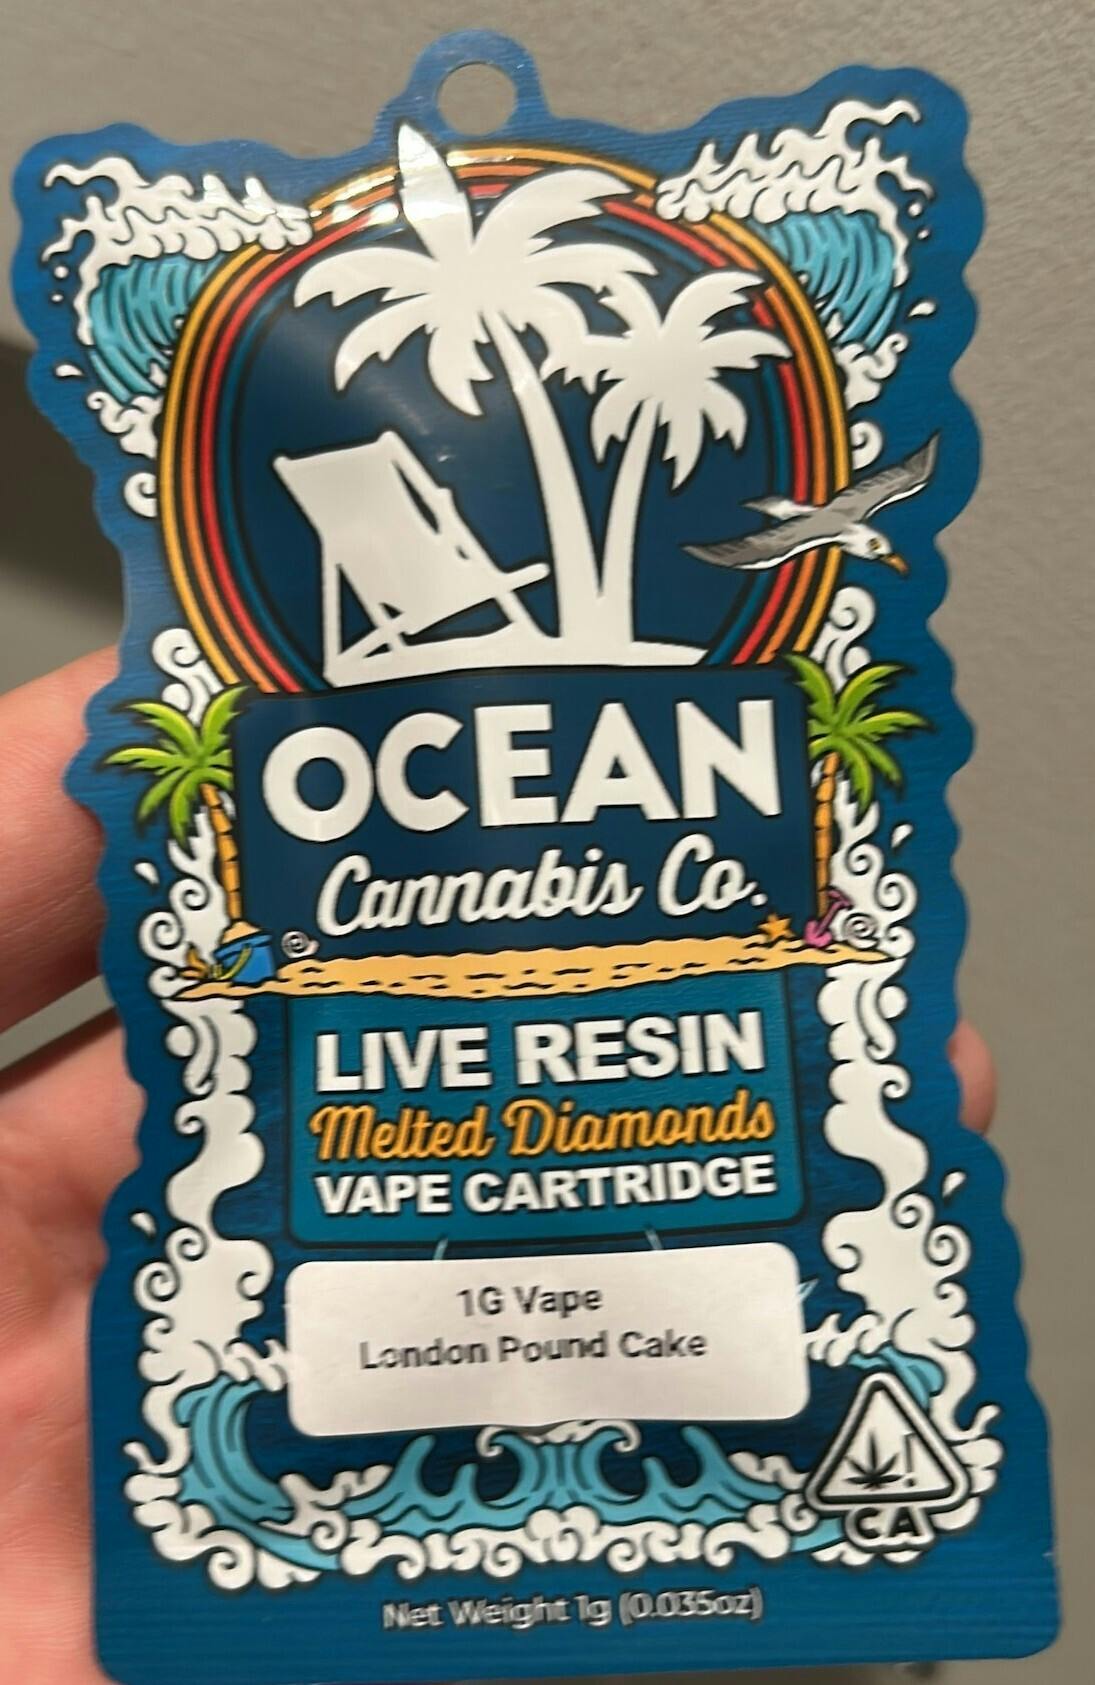 OCEAN
Cannabis Co.
LIVE RESIN
Melted Diamonds
VAPE CARTRIDGE
1G Vape
London Pound Cake
!
CA
Net Weight 1g (0.035oz)